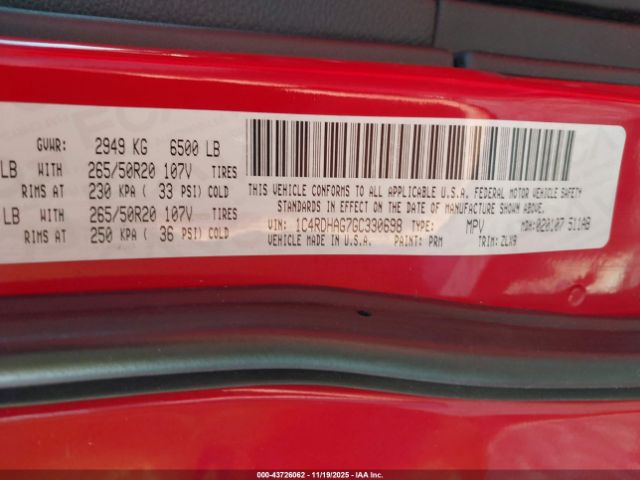 GVWR: 2949 KG 6500 LB
LB WITH 265/50R20 107V TIRES
RIMS AT 230 KPA ( 33 PSI) COLD
LB WITH 265/50R20 107V TIRES
RIMS AT 250 KPA ( 36 PSI) COLD
THIS VEHICLE CONFORMS TO ALL APPLICABLE U.S.A. FEDERAL MOTOR VEHICLE SAFETY
STANDARDS IN EFFECT ON THE DATE OF MANUFACTURE SHOWN ABOVE.
VIN: 1C4RDHAG7GC330698 TYPE: MPV MDH:020107 511AB
VEHICLE MADE IN U.S.A. PAINT: PRM TRIM: ZLX9
000-43726062 - 11/19/2025 - IAA Inc.